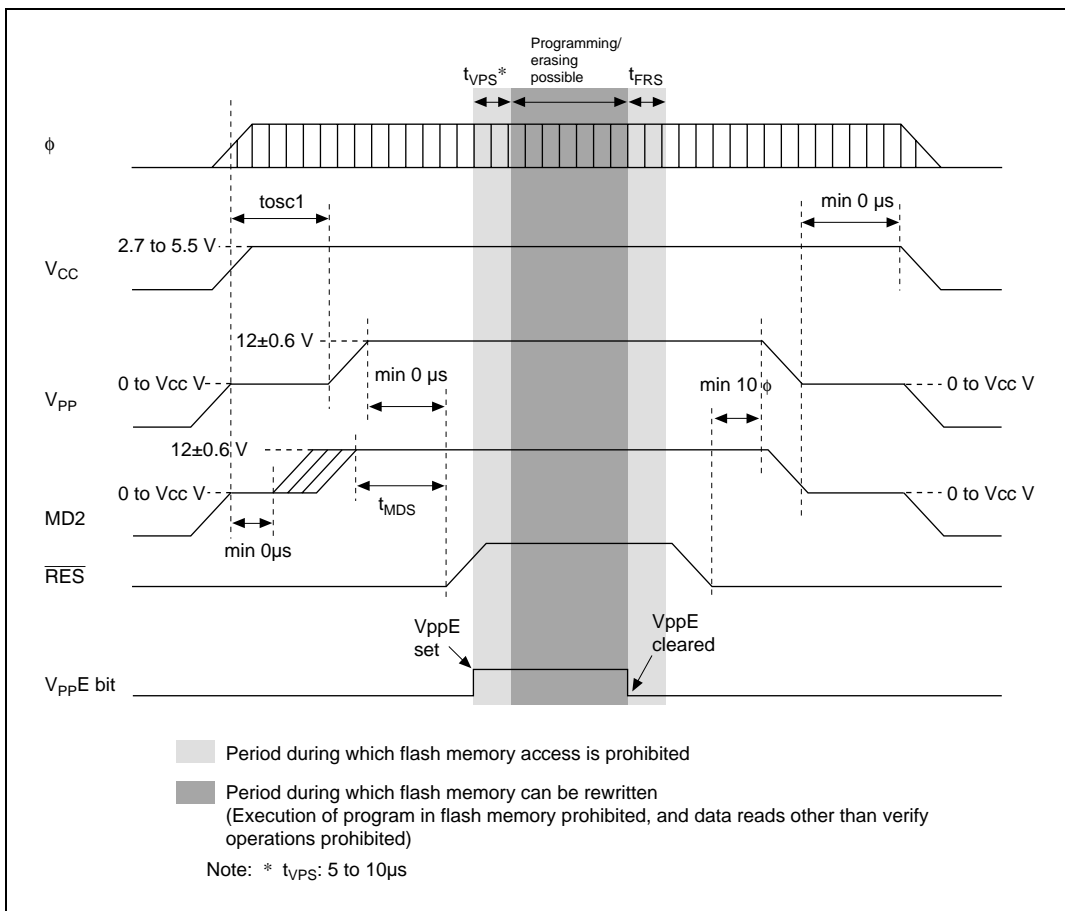 Programming/
erasing
possible
tVPS*
tFRS
ϕ
tosc1
min 0 µs
2.7 to 5.5 V
VCC
12±0.6 V
min 0 µs
0 to Vcc V
min 10 ϕ
0 to Vcc V
VPP
12±0.6 V
0 to Vcc V
tMDS
0 to Vcc V
MD2
min 0µs
RES
VppE
set
VppE
cleared
VPPE bit
Period during which flash memory access is prohibited
Period during which flash memory can be rewritten
(Execution of program in flash memory prohibited, and data reads other than verify
operations prohibited)
Note: * tVPS: 5 to 10µs